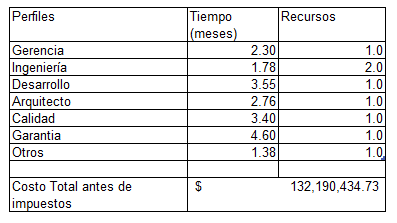 Perfiles Tiempo (meses) Recursos
Gerencia 2.30 1.0
Ingeniería 1.78 2.0
Desarrollo 3.55 1.0
Arquitecto 2.76 1.0
Calidad 3.40 1.0
Garantia 4.60 1.0
Otros 1.38 1.0
Costo Total antes de impuestos $ 132,190,434.73